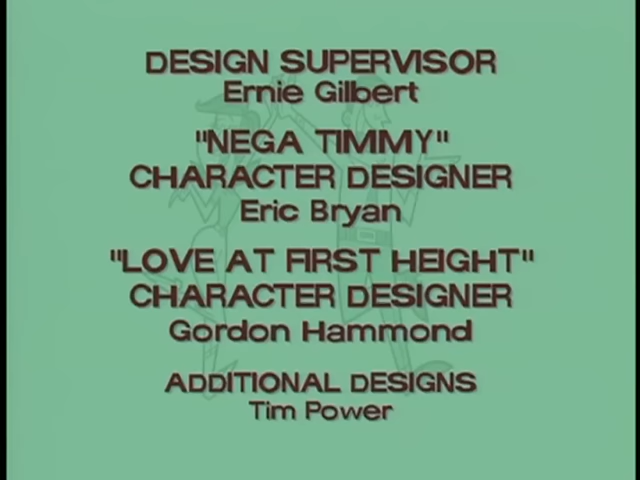 DESIGN SUPERVISOR
Ernie Gilbert
"NEGA TIMMY"
CHARACTER DESIGNER
Eric Bryan
"LOVE AT FIRST HEIGHT"
CHARACTER DESIGNER
Gordon Hammond
ADDITIONAL DESIGNS
Tim Power